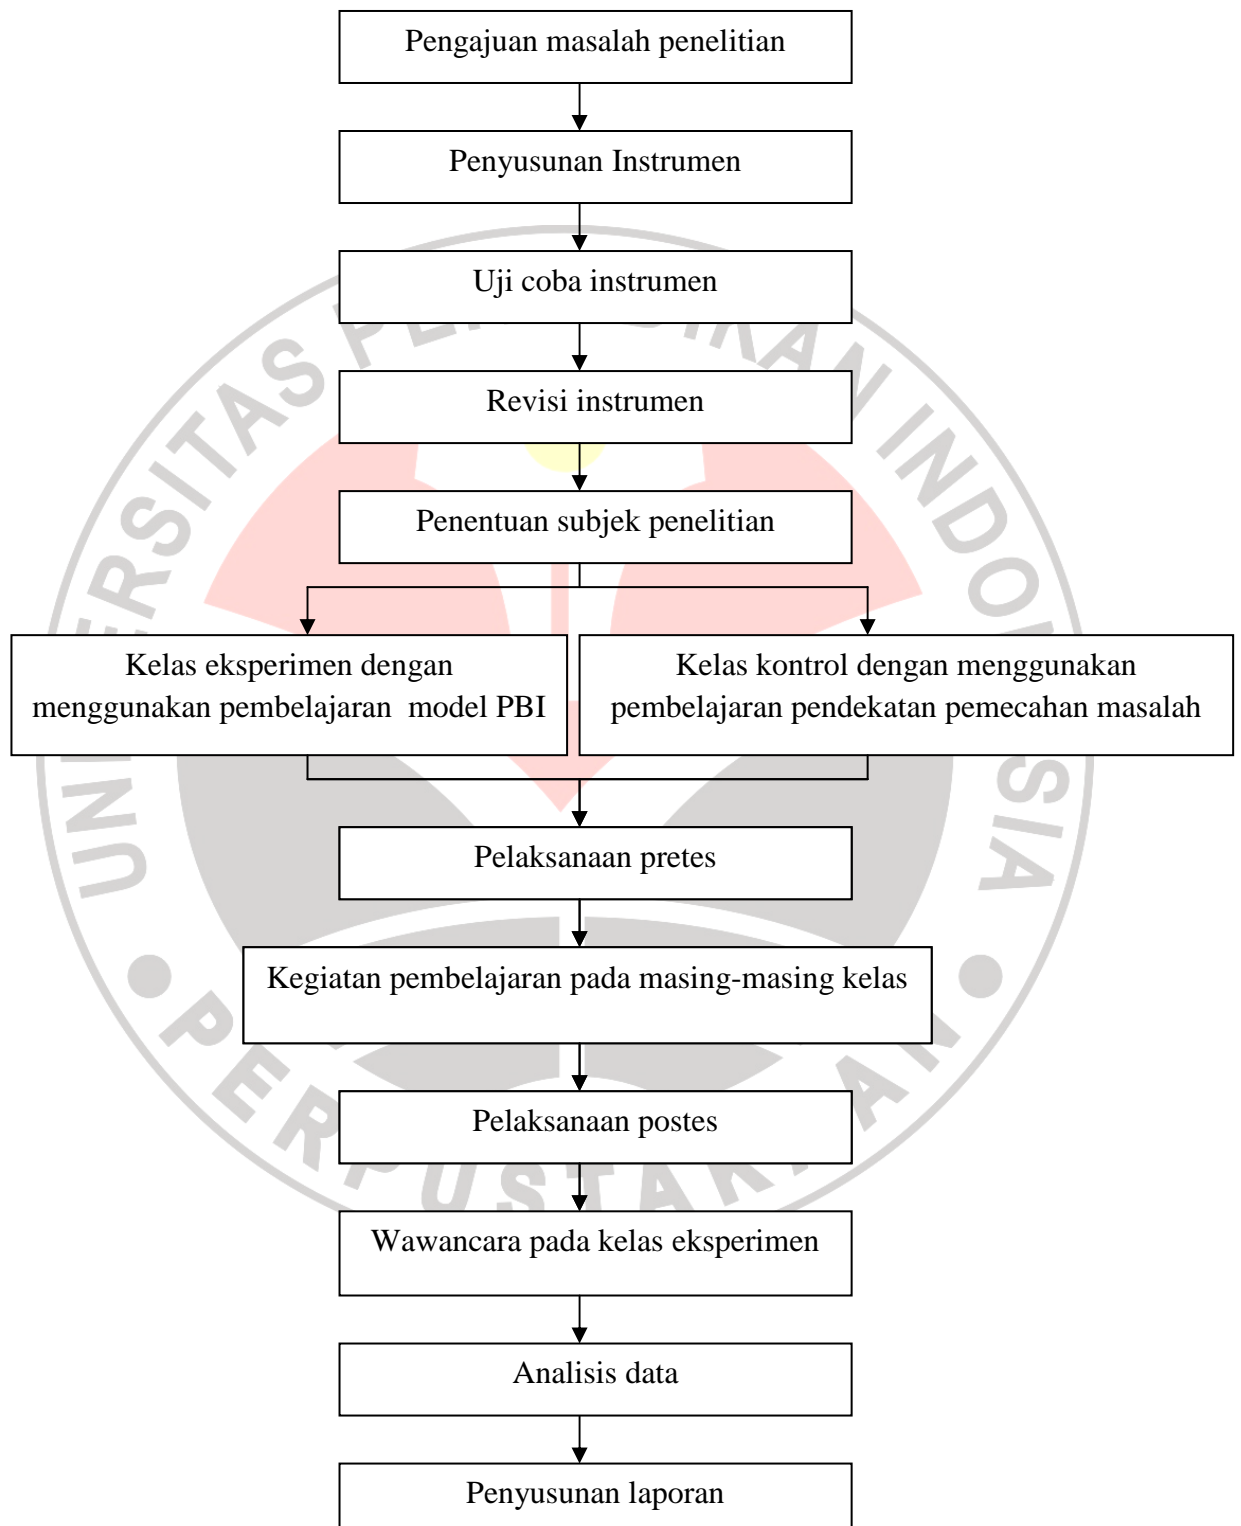 Pengajuan masalah penelitian
Penyusunan Instrumen
Uji coba instrumen
Revisi instrumen
Penentuan subjek penelitian
Kelas eksperimen dengan
menggunakan pembelajaran  model PBI
Kelas kontrol dengan menggunakan
pembelajaran pendekatan pemecahan masalah
Pelaksanaan pretes
Kegiatan pembelajaran pada masing-masing kelas
Pelaksanaan postes
Wawancara pada kelas eksperimen
Analisis data
Penyusunan laporan